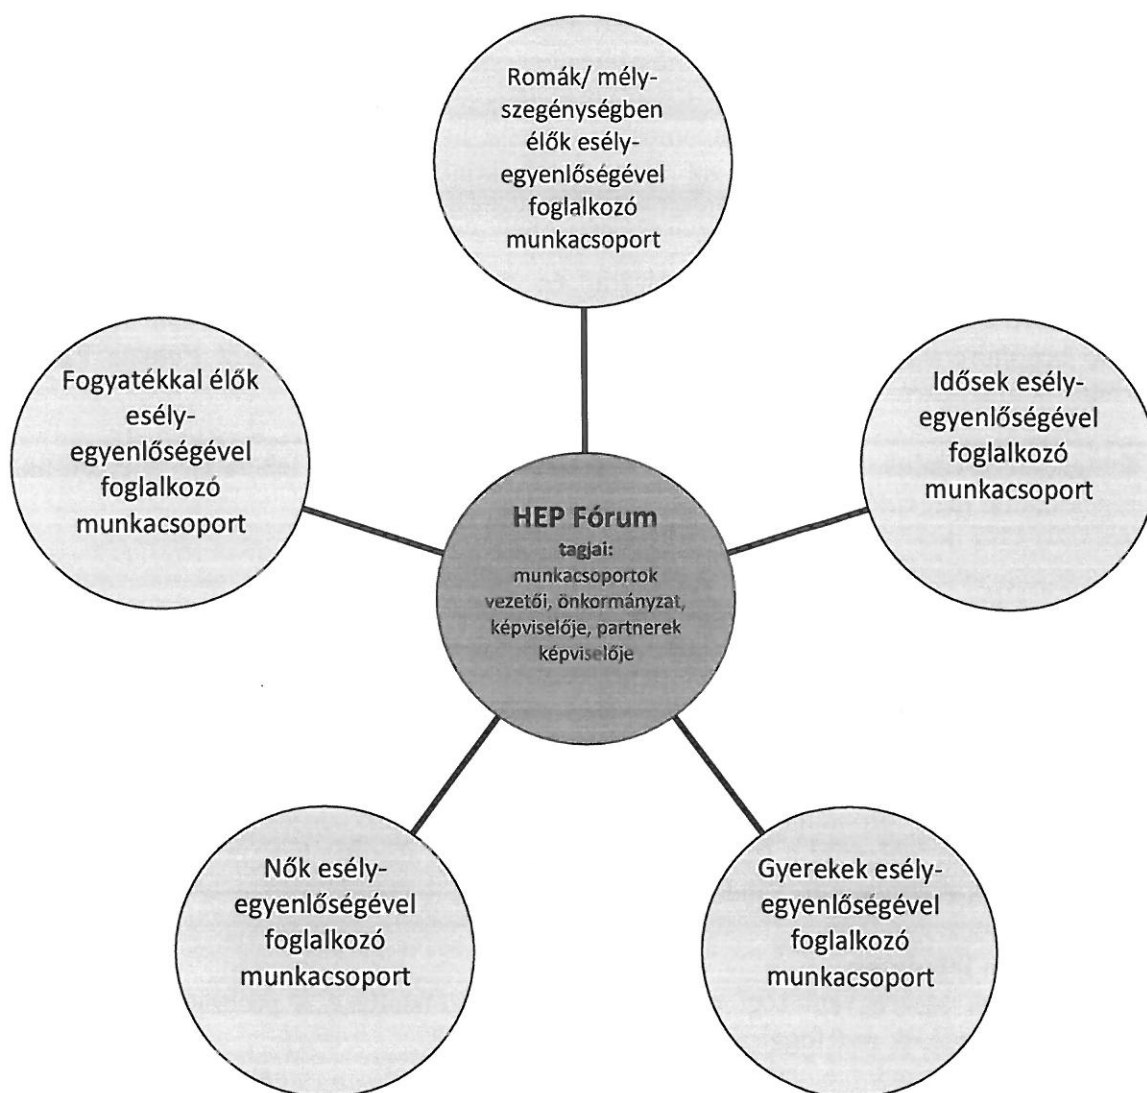 Romák/ mély-
szegénységben
élők esély-
egyenlőségével
foglalkozó
munkacsoport
Fogyatékkal élők
esély-
egyenlőségével
foglalkozó
munkacsoport
Idősek esély-
egyenlőségével
foglalkozó
munkacsoport
HEP Fórum
tagjai:
munkacsoportok
vezetői, önkormányzat,
képviselője, partnerek
képviselője
Nők esély-
egyenlőségével
foglalkozó
munkacsoport
Gyerekek esély-
egyenlőségével
foglalkozó
munkacsoport